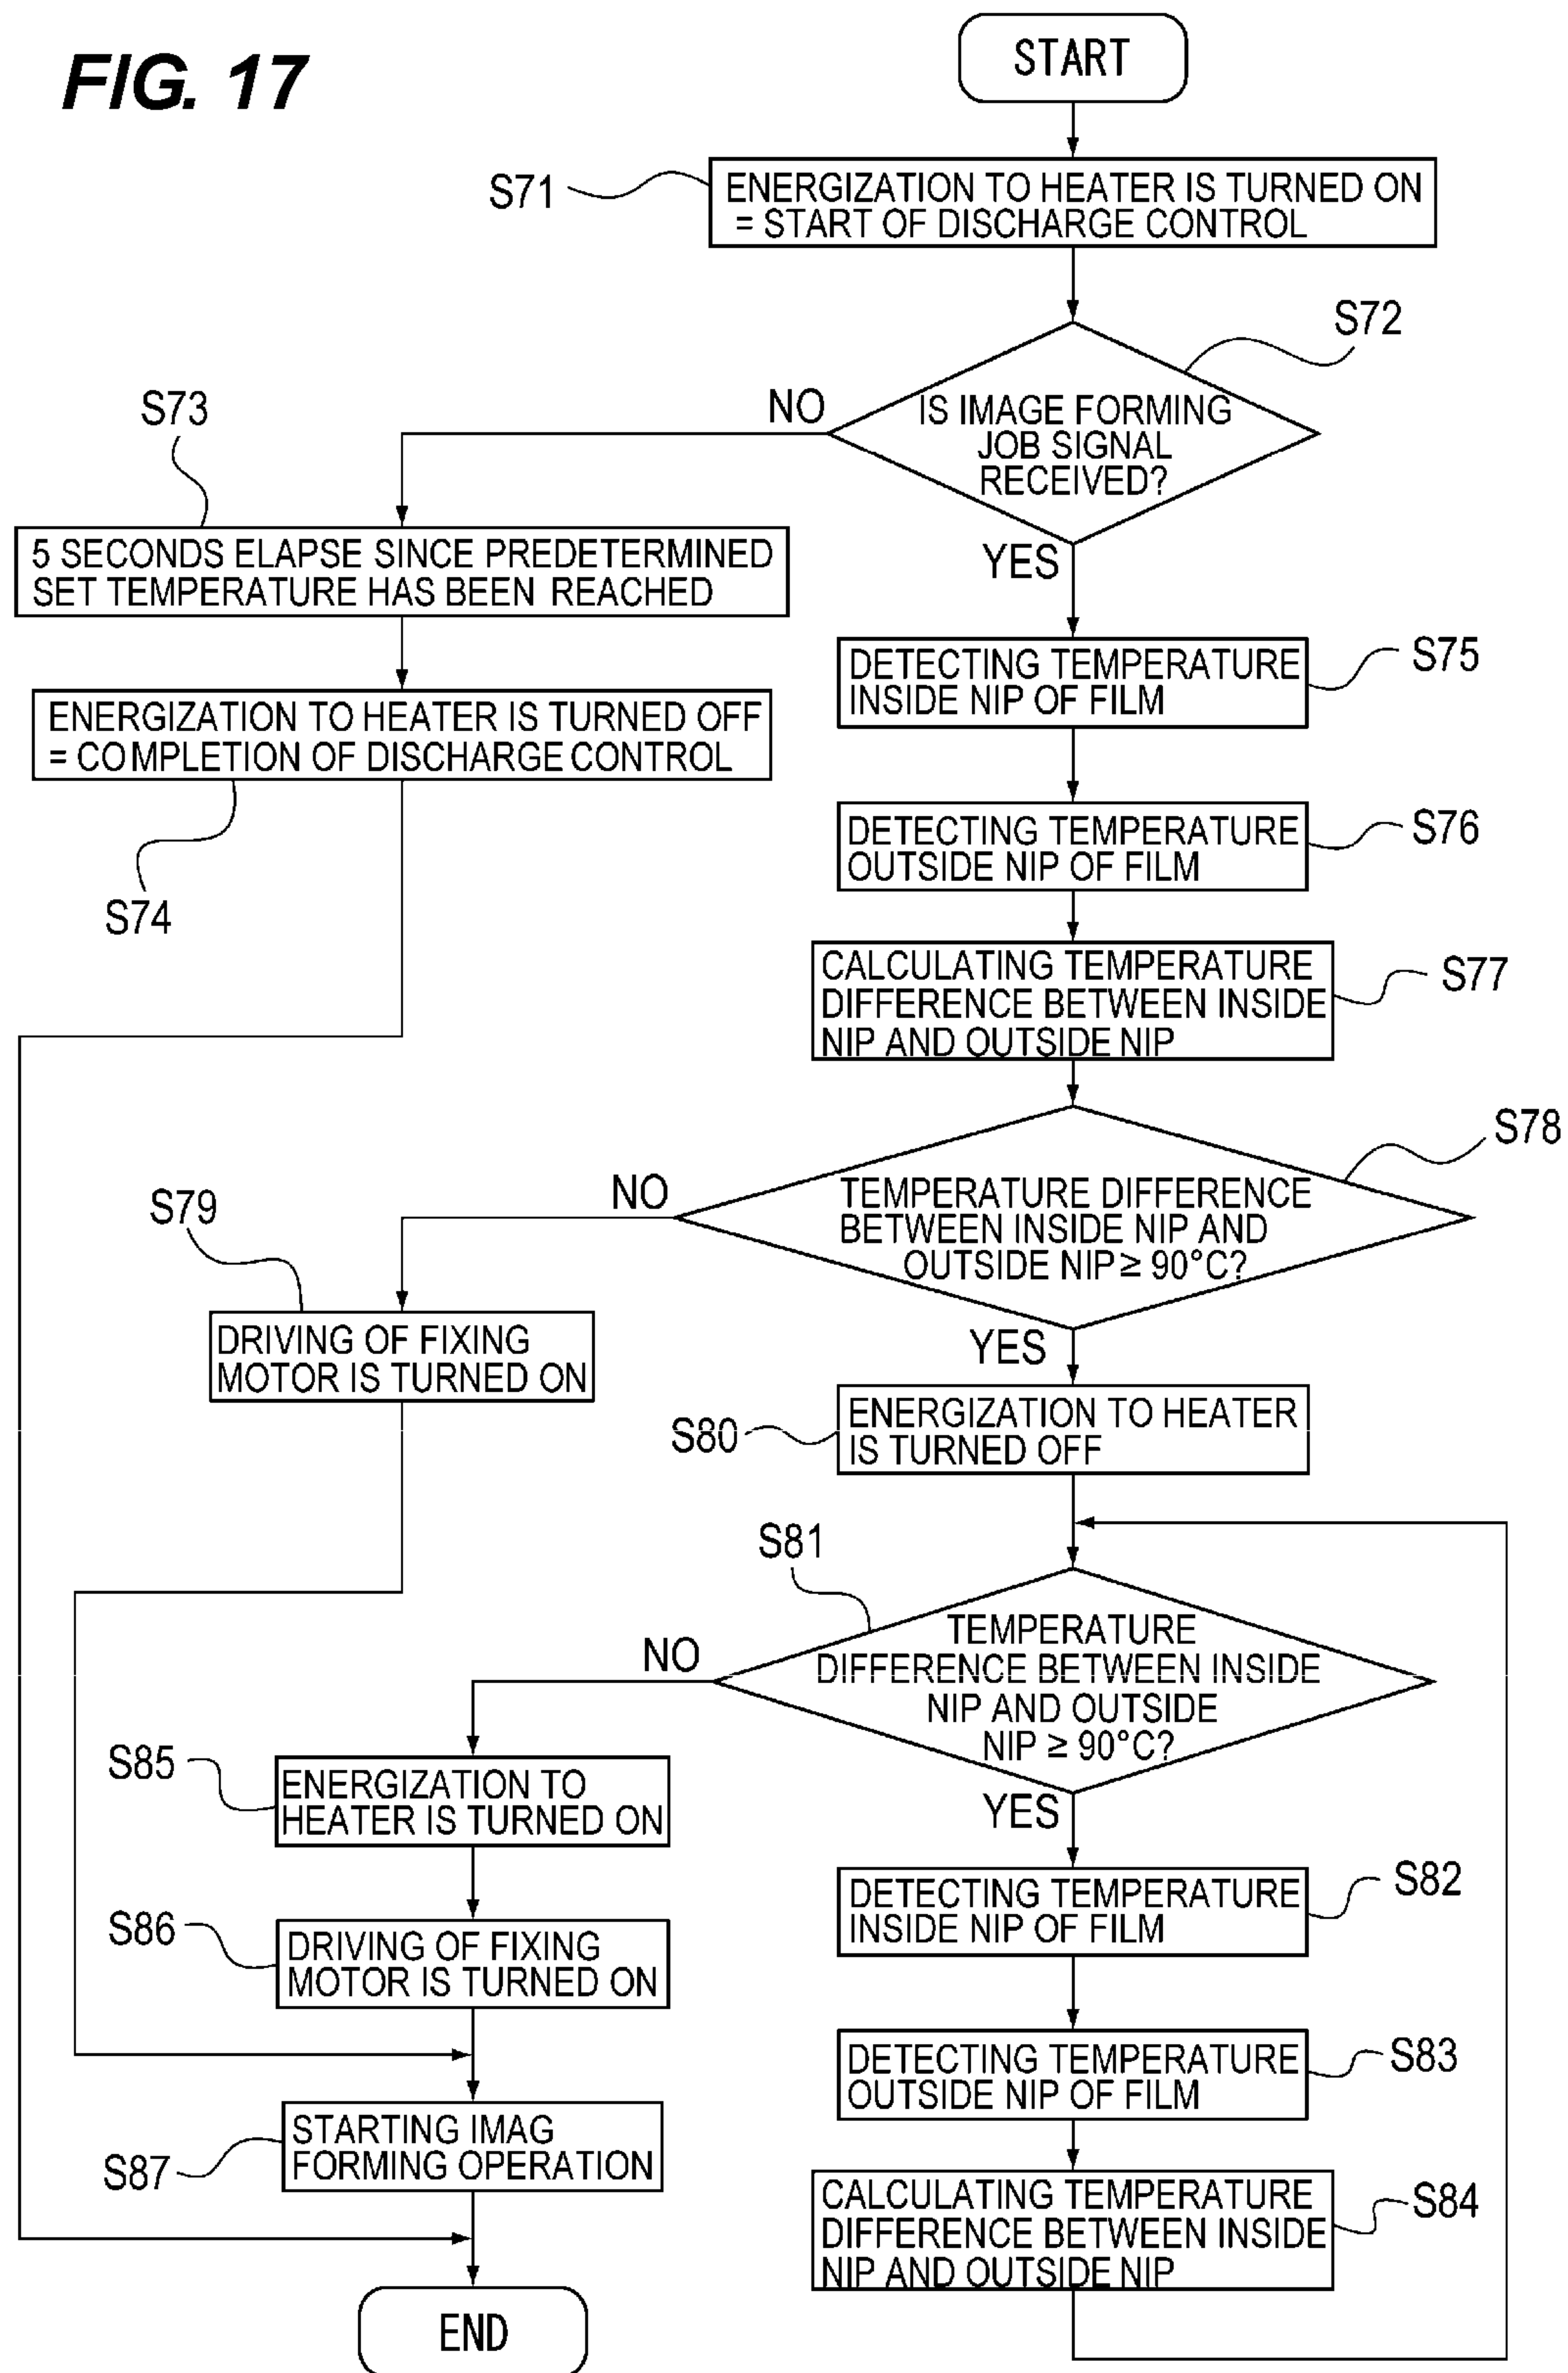 FIG. 17
START
S71
ENERGIZATION TO HEATER IS TURNED ON
= START OF DISCHARGE CONTROL
S72
IS IMAGE FORMING
JOB SIGNAL
RECEIVED?
NO
YES
S73
5 SECONDS ELAPSE SINCE PREDETERMINED
SET TEMPERATURE HAS BEEN REACHED
ENERGIZATION TO HEATER IS TURNED OFF
= COMPLETION OF DISCHARGE CONTROL
S74
DETECTING TEMPERATURE
INSIDE NIP OF FILM
S75
DETECTING TEMPERATURE
OUTSIDE NIP OF FILM
S76
CALCULATING TEMPERATURE
DIFFERENCE BETWEEN INSIDE
NIP AND OUTSIDE NIP
S77
S78
TEMPERATURE DIFFERENCE
BETWEEN INSIDE NIP AND
OUTSIDE NIP ≥ 90°C?
NO
YES
S79
DRIVING OF FIXING
MOTOR IS TURNED ON
S80
ENERGIZATION TO HEATER
IS TURNED OFF
S81
TEMPERATURE
DIFFERENCE BETWEEN INSIDE
NIP AND OUTSIDE
NIP ≥ 90°C?
NO
YES
S85
ENERGIZATION TO
HEATER IS TURNED ON
S86
DRIVING OF FIXING
MOTOR IS TURNED ON
S87
STARTING IMAG
FORMING OPERATION
DETECTING TEMPERATURE
INSIDE NIP OF FILM
S82
DETECTING TEMPERATURE
OUTSIDE NIP OF FILM
S83
CALCULATING TEMPERATURE
DIFFERENCE BETWEEN INSIDE
NIP AND OUTSIDE NIP
S84
END